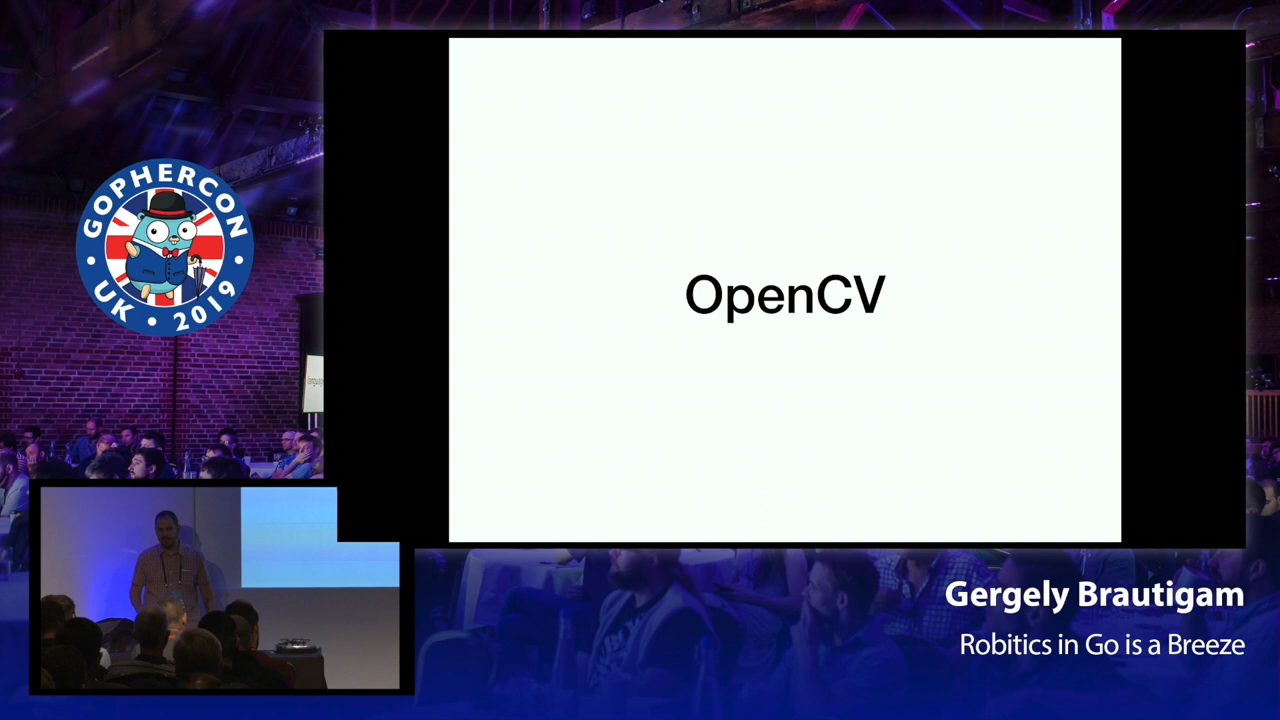 GOPHERCON
UK • 2019
OpenCV
Gergely Brautigam
Robitics in Go is a Breeze